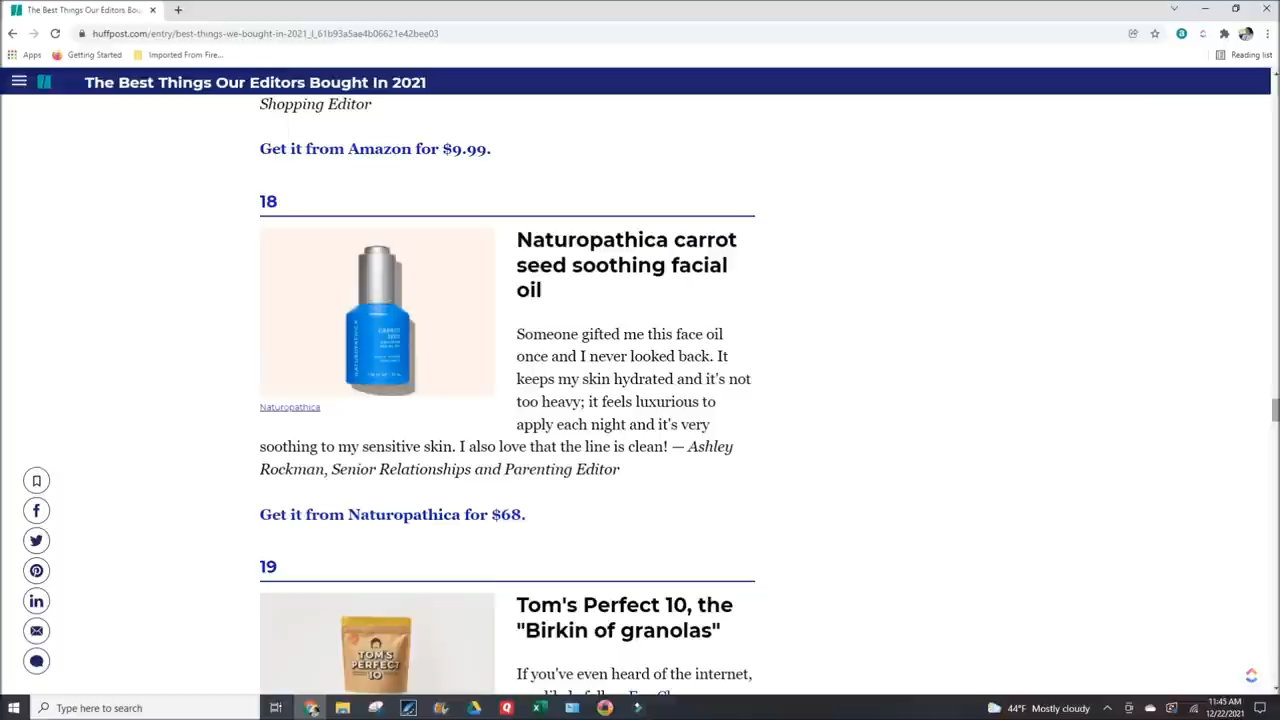 The Best Things Our Editors Bou
huffpost.com/entry/best-things-we-bought-in-2021_l_61b93a5ae4b06621e42bee03
Apps
Getting Started
Imported From Fire...
Reading list
The Best Things Our Editors Bought In 2021
Shopping Editor
Get it from Amazon for $9.99.
18
Naturopathica carrot
seed soothing facial
oil
NATUROPATHICA
CARROT
SEED
Someone gifted me this face oil
once and I never looked back. It
keeps my skin hydrated and it's not
too heavy; it feels luxurious to
apply each night and it's very
Naturopathica
soothing to my sensitive skin. I also love that the line is clean! — Ashley
Rockman, Senior Relationships and Parenting Editor
Get it from Naturopathica for $68.
19
Tom's Perfect 10, the
"Birkin of granolas"
TOM'S
PERFECT
10
If you've even heard of the internet,
Type here to search
44°F Mostly cloudy
11:45 AM
12/22/2021